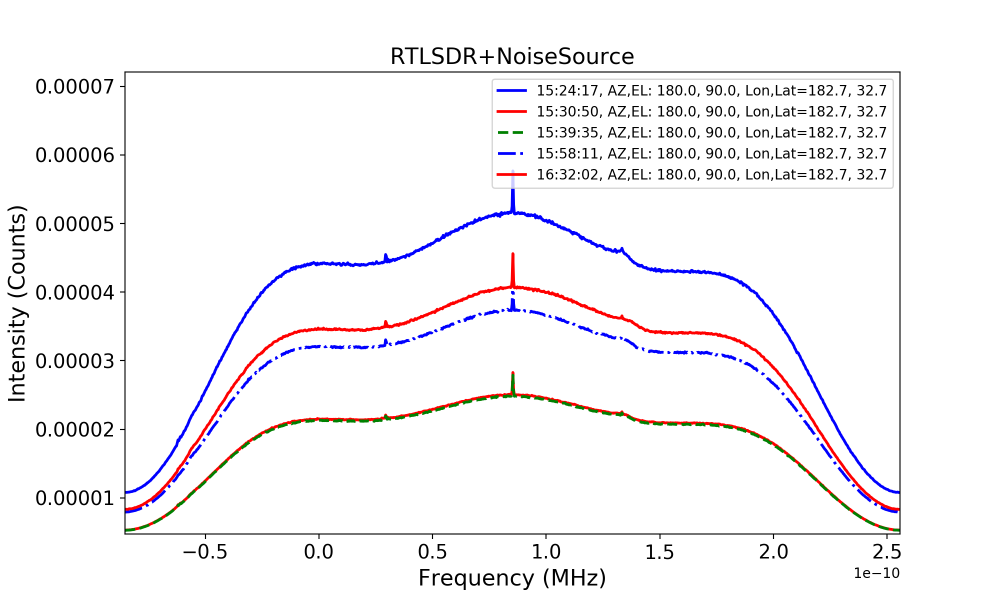 RTLSDR+NoiseSource
15:24:17, AZ,EL: 180.0, 90.0, Lon,Lat=182.7, 32.7
15:30:50, AZ,EL: 180.0, 90.0, Lon,Lat=182.7, 32.7
15:39:35, AZ,EL: 180.0, 90.0, Lon,Lat=182.7, 32.7
15:58:11, AZ,EL: 180.0, 90.0, Lon,Lat=182.7, 32.7
16:32:02, AZ,EL: 180.0, 90.0, Lon,Lat=182.7, 32.7
Intensity (Counts)
0.00007
0.00006
0.00005
0.00004
0.00003
0.00002
0.00001
−0.5 0.0 0.5 1.0 1.5 2.0 2.5
1e−10
Frequency (MHz)